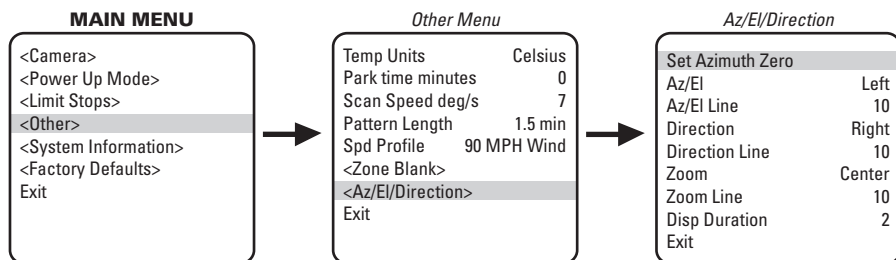 MAIN MENU
<Camera>
<Power Up Mode>
<Limit Stops>
<Other>
<System Information>
<Factory Defaults>
Exit
Other Menu
Temp Units Celsius
Park time minutes 0
Scan Speed deg/s 7
Pattern Length 1.5 min
Spd Profile 90 MPH Wind
<Zone Blank>
<Az/El/Direction>
Exit
Az/El/Direction
Set Azimuth Zero
Az/El Left
Az/El Line 10
Direction Right
Direction Line 10
Zoom Center
Zoom Line 10
Disp Duration 2
Exit